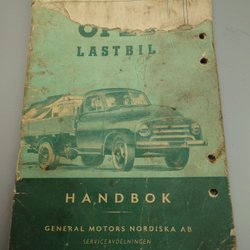 OPEL
LASTBIL
HANDBOK
GENERAL MOTORS NORDISKA AB
SERVICEAVDELNINGEN